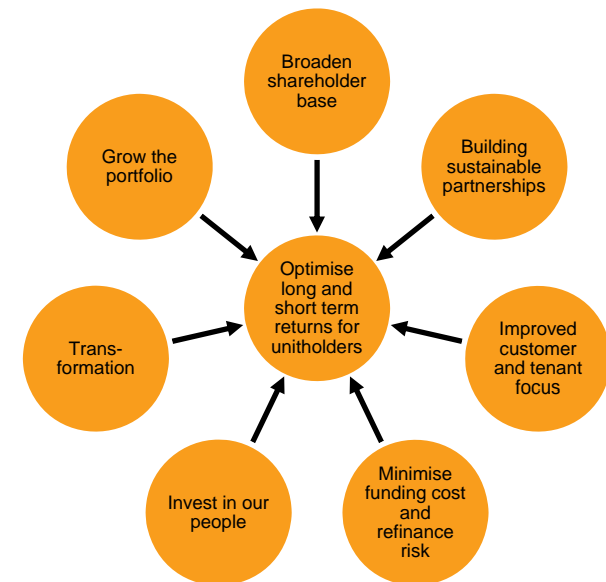 Broaden
shareholder
base
Building
sustainable
partnerships
Grow the
portfolio
Optimise
long and
short term
returns for
unitholders
Improved
customer
and tenant
focus
Trans-
formation
Minimise
funding cost
and
refinance
risk
Invest in our
people